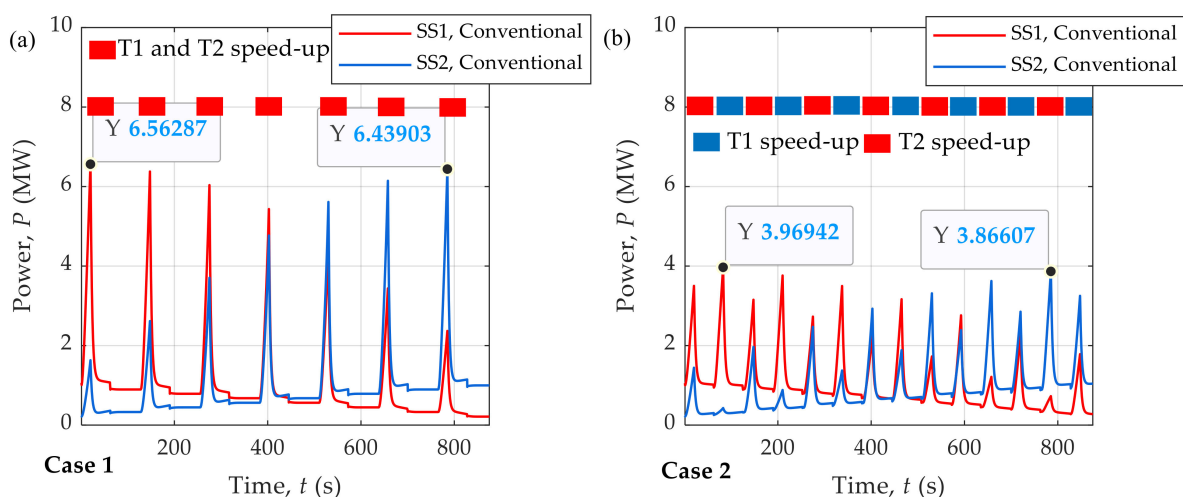 (a)
10
8
6
4
2
0
Power, P (MW)
T1 and T2 speed-up
SS1, Conventional
SS2, Conventional
Y 6.56287
Y 6.43903
200
400
600
800
Case 1
Time, t (s)
(b)
10
8
6
4
2
0
Power, P (MW)
SS1, Conventional
SS2, Conventional
T1 speed-up
T2 speed-up
Y 3.96942
Y 3.86607
200
400
600
800
Case 2
Time, t (s)